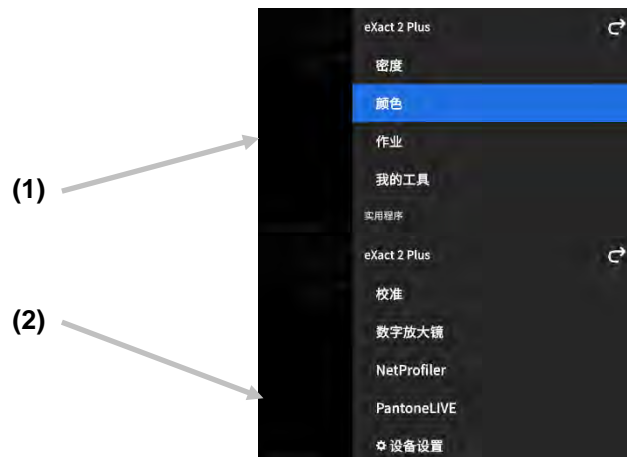 eXact 2 Plus
密度
颜色
(1)
作业
我的工具
实用程序
eXact 2 Plus
校准
(2)
数字放大镜
NetProfiler
PantoneLIVE
设备设置